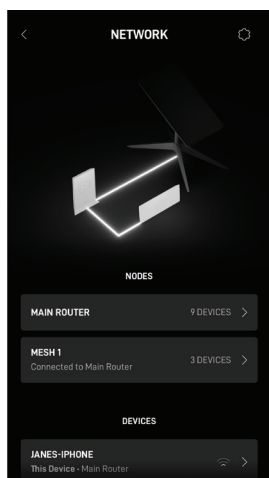 NETWORK
NODES
MAIN ROUTER 9 DEVICES
MESH 1
Connected to Main Router 3 DEVICES
DEVICES
JANES-IPHONE
This Device • Main Router